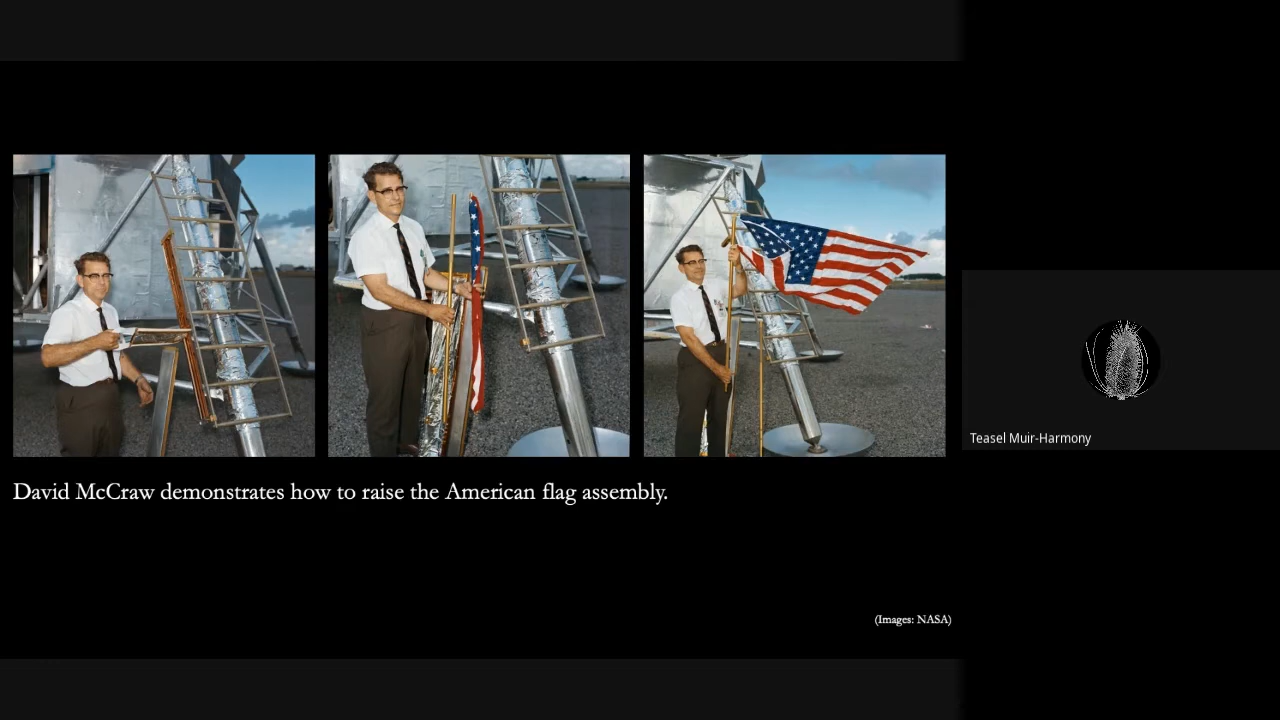 David McCraw demonstrates how to raise the American flag assembly.
Teasel Muir-Harmony
(Images: NASA)